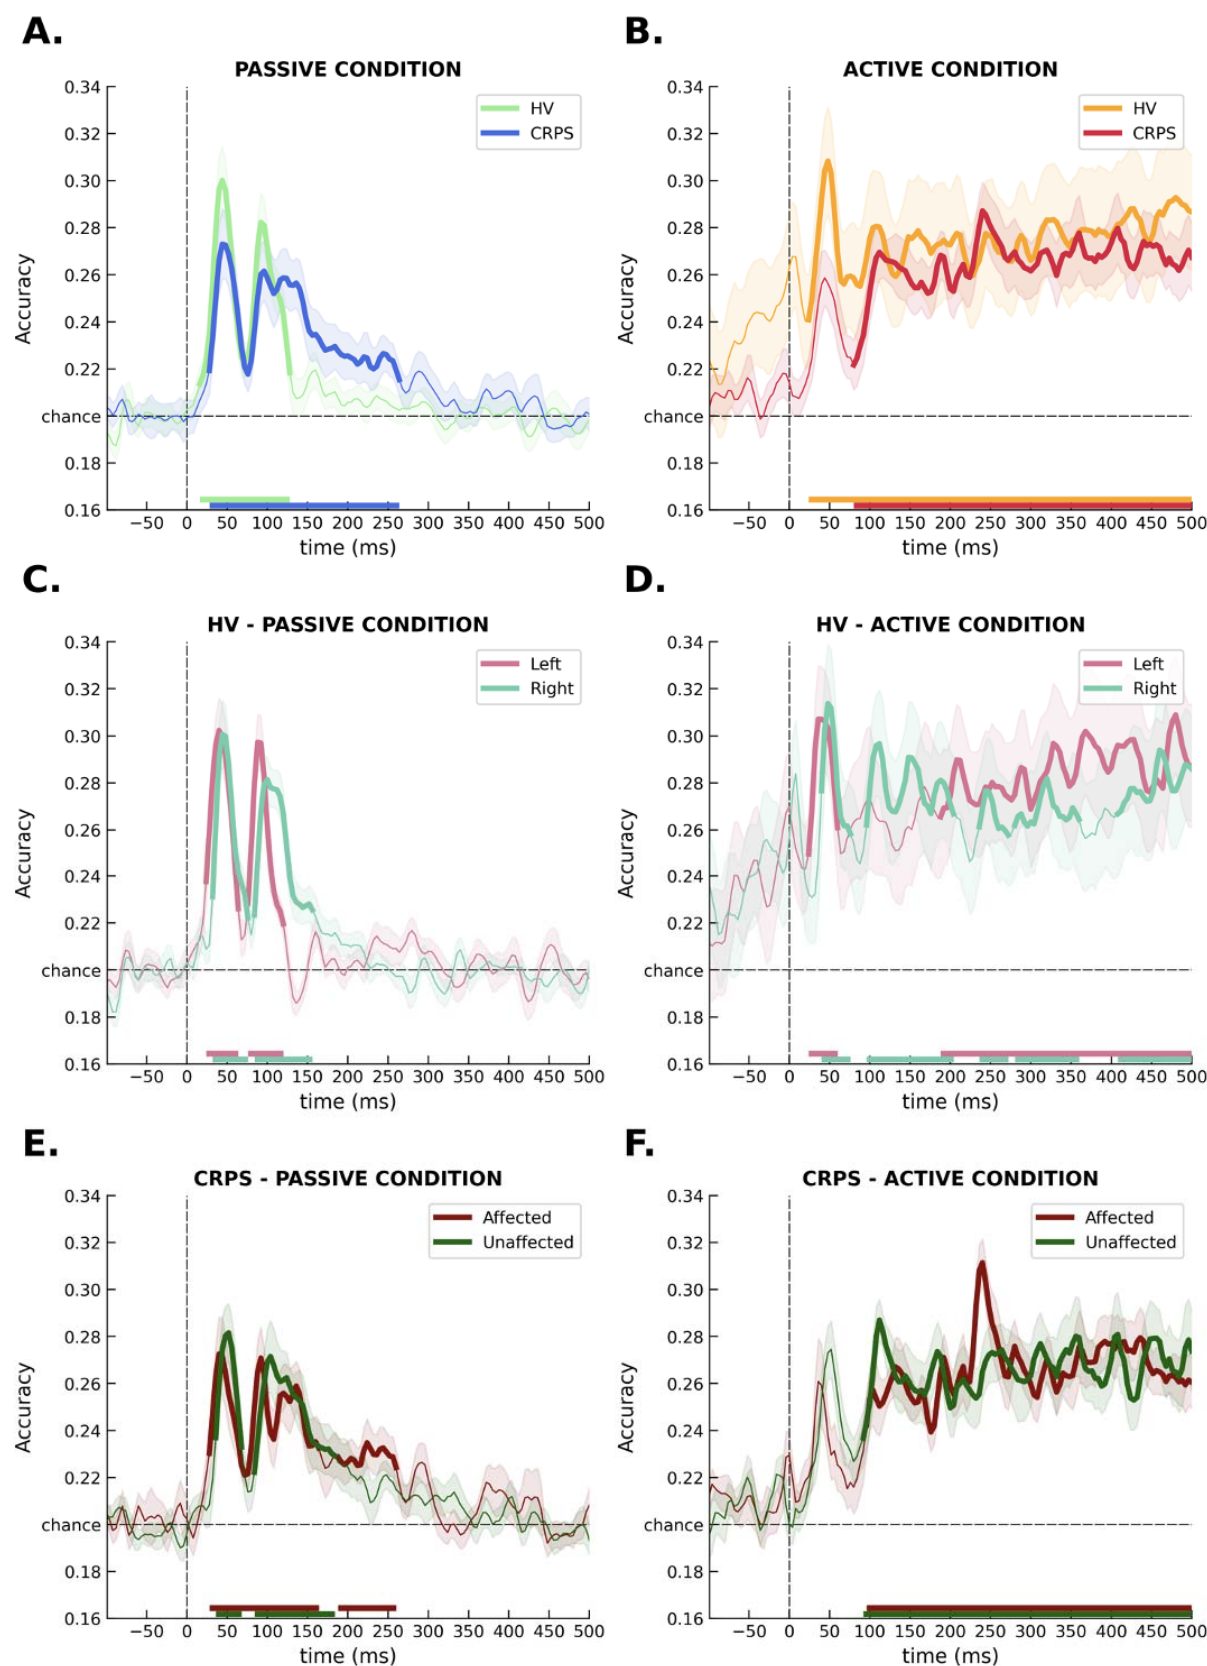 A.
PASSIVE CONDITION
HV
CRPS
0.34
0.32
0.30
0.28
0.26
0.24
0.22
chance
0.18
0.16
Accuracy
−50 0 50 100 150 200 250 300 350 400 450 500
time (ms)
B.
ACTIVE CONDITION
HV
CRPS
0.34
0.32
0.30
0.28
0.26
0.24
0.22
chance
0.18
0.16
Accuracy
−50 0 50 100 150 200 250 300 350 400 450 500
time (ms)
C.
HV - PASSIVE CONDITION
Left
Right
0.34
0.32
0.30
0.28
0.26
0.24
0.22
chance
0.18
0.16
Accuracy
−50 0 50 100 150 200 250 300 350 400 450 500
time (ms)
D.
HV - ACTIVE CONDITION
Left
Right
0.34
0.32
0.30
0.28
0.26
0.24
0.22
chance
0.18
0.16
Accuracy
−50 0 50 100 150 200 250 300 350 400 450 500
time (ms)
E.
CRPS - PASSIVE CONDITION
Affected
Unaffected
0.34
0.32
0.30
0.28
0.26
0.24
0.22
chance
0.18
0.16
Accuracy
−50 0 50 100 150 200 250 300 350 400 450 500
time (ms)
F.
CRPS - ACTIVE CONDITION
Affected
Unaffected
0.34
0.32
0.30
0.28
0.26
0.24
0.22
chance
0.18
0.16
Accuracy
−50 0 50 100 150 200 250 300 350 400 450 500
time (ms)